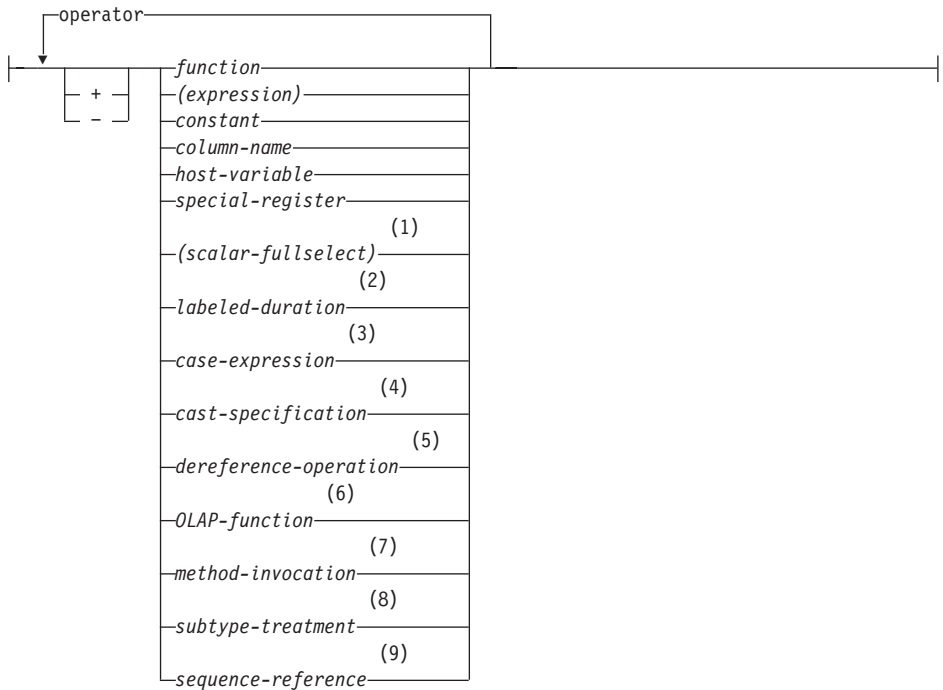 operator
function
+
(expression)
−
constant
column-name
host-variable
special-register
(1)
(scalar-fullselect)
(2)
labeled-duration
(3)
case-expression
(4)
cast-specification
(5)
dereference-operation
(6)
OLAP-function
(7)
method-invocation
(8)
subtype-treatment
(9)
sequence-reference